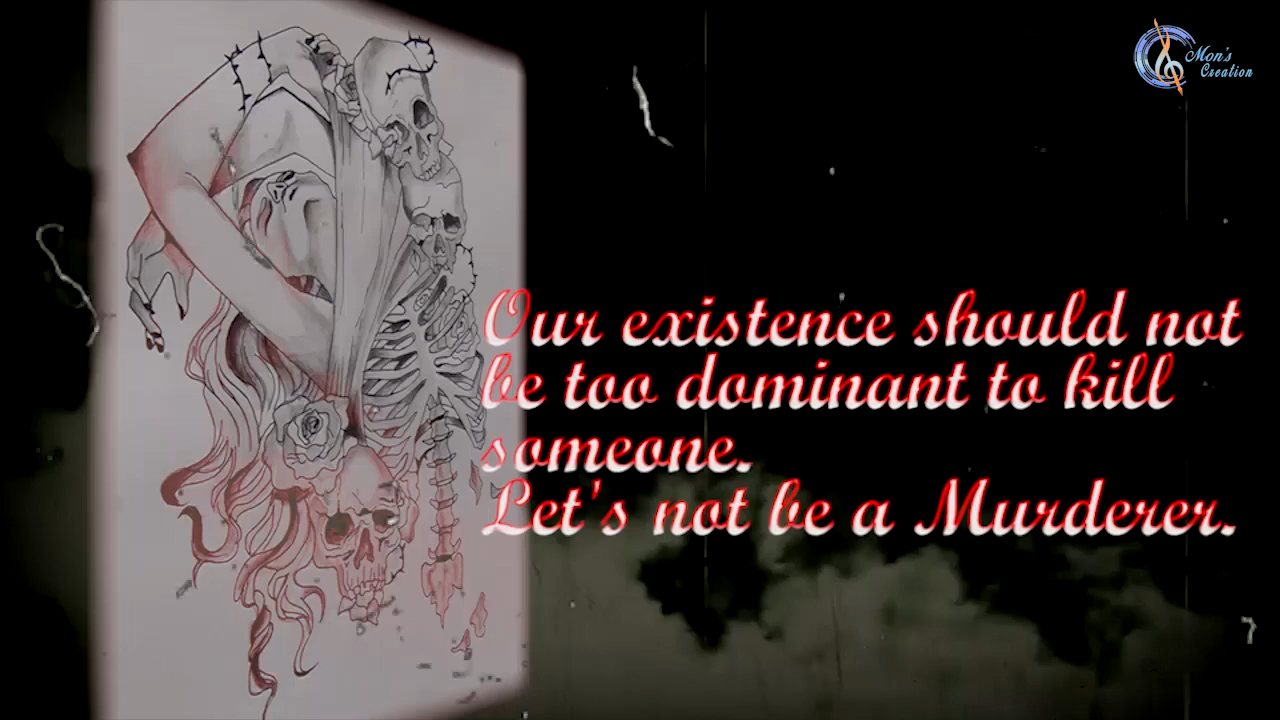 Mon's
Creation
Our existence should not
be too dominant to kill
someone.
Let's not be a Murderer.